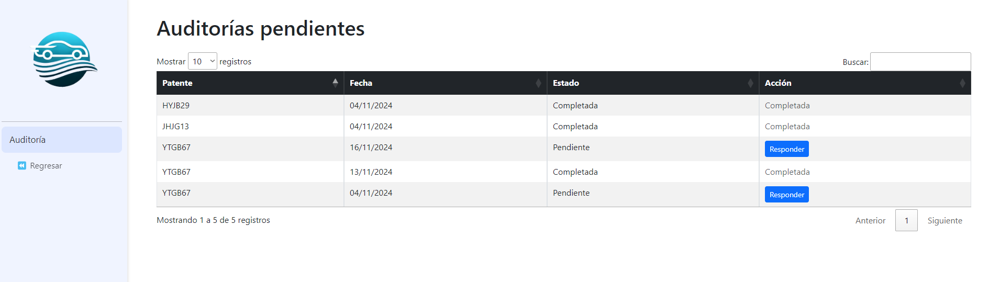 Auditorías pendientes
Mostrar 10 registros
Buscar:
Patente Fecha Estado Acción
HYJB29 04/11/2024 Completada Completada
JHJG13 04/11/2024 Completada Completada
YTGB67 16/11/2024 Pendiente Responder
YTGB67 13/11/2024 Completada Completada
YTGB67 04/11/2024 Pendiente Responder
Mostrando 1 a 5 de 5 registros
Anterior 1 Siguiente
Auditoría
Regresar